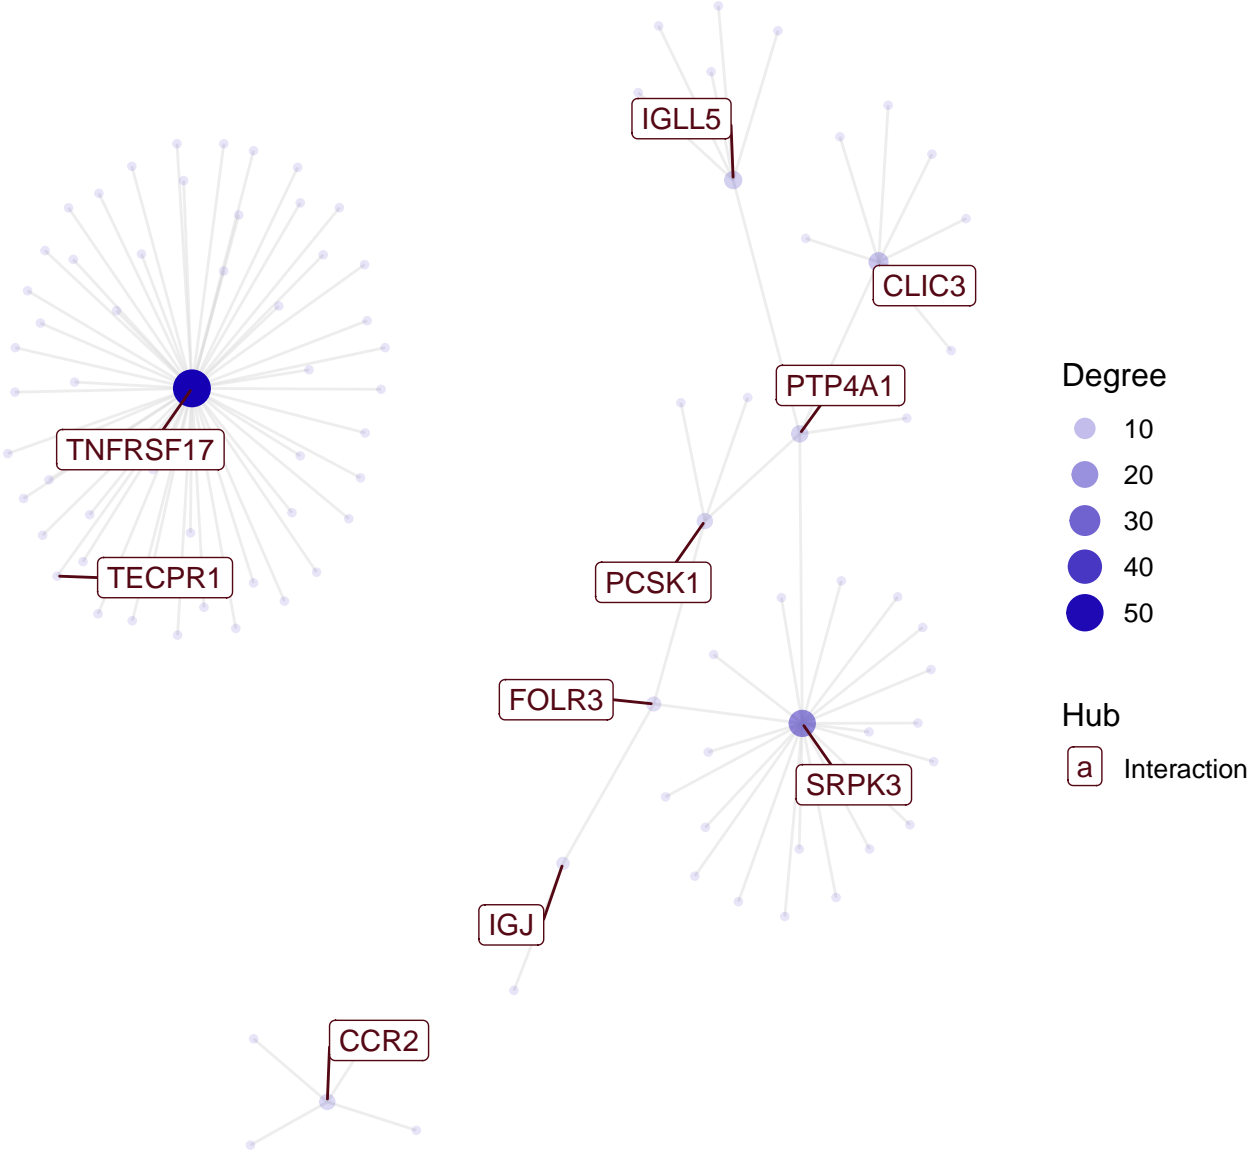 IGLL5
CLIC3
PTP4A1
TNFRSF17
TECPR1
PCSK1
FOLR3
SRPK3
IGJ
CCR2
Degree
10
20
30
40
50
Hub
a Interaction